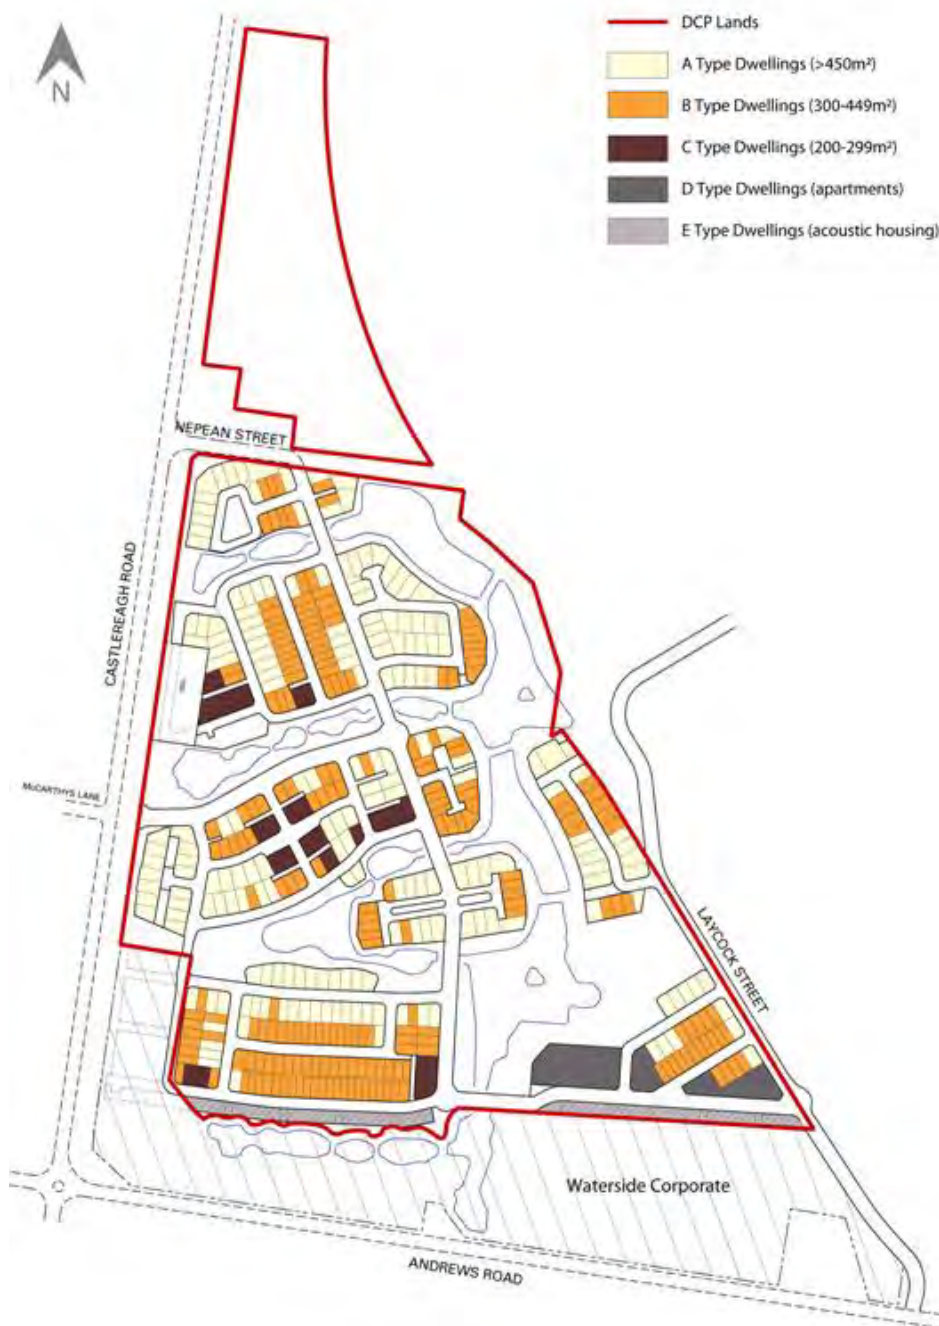 N
DCP Lands
A Type Dwellings (>450m²)
B Type Dwellings (300-449m²)
C Type Dwellings (200-299m²)
D Type Dwellings (apartments)
E Type Dwellings (acoustic housing)
NEPEAN STREET
CASTLEREAGH ROAD
McCARTHYS LANE
LAYCOCK STREET
Waterside Corporate
ANDREWS ROAD